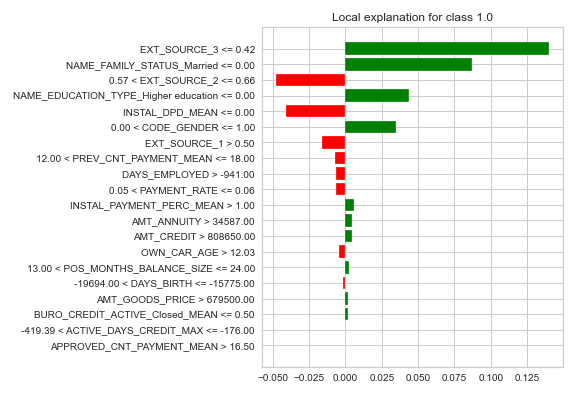 Local explanation for class 1.0
EXT_SOURCE_3 <= 0.42
NAME_FAMILY_STATUS_Married <= 0.00
0.57 < EXT_SOURCE_2 <= 0.66
NAME_EDUCATION_TYPE_Higher education <= 0.00
INSTAL_DPD_MEAN <= 0.00
0.00 < CODE_GENDER <= 1.00
EXT_SOURCE_1 > 0.50
12.00 < PREV_CNT_PAYMENT_MEAN <= 18.00
DAYS_EMPLOYED > -941.00
0.05 < PAYMENT_RATE <= 0.06
INSTAL_PAYMENT_PERC_MEAN > 1.00
AMT_ANNUITY > 34587.00
AMT_CREDIT > 808650.00
OWN_CAR_AGE > 12.03
13.00 < POS_MONTHS_BALANCE_SIZE <= 24.00
-19694.00 < DAYS_BIRTH <= -15775.00
AMT_GOODS_PRICE > 679500.00
BURO_CREDIT_ACTIVE_Closed_MEAN <= 0.50
-419.39 < ACTIVE_DAYS_CREDIT_MAX <= -176.00
APPROVED_CNT_PAYMENT_MEAN > 16.50
−0.050 −0.025 0.000 0.025 0.050 0.075 0.100 0.125